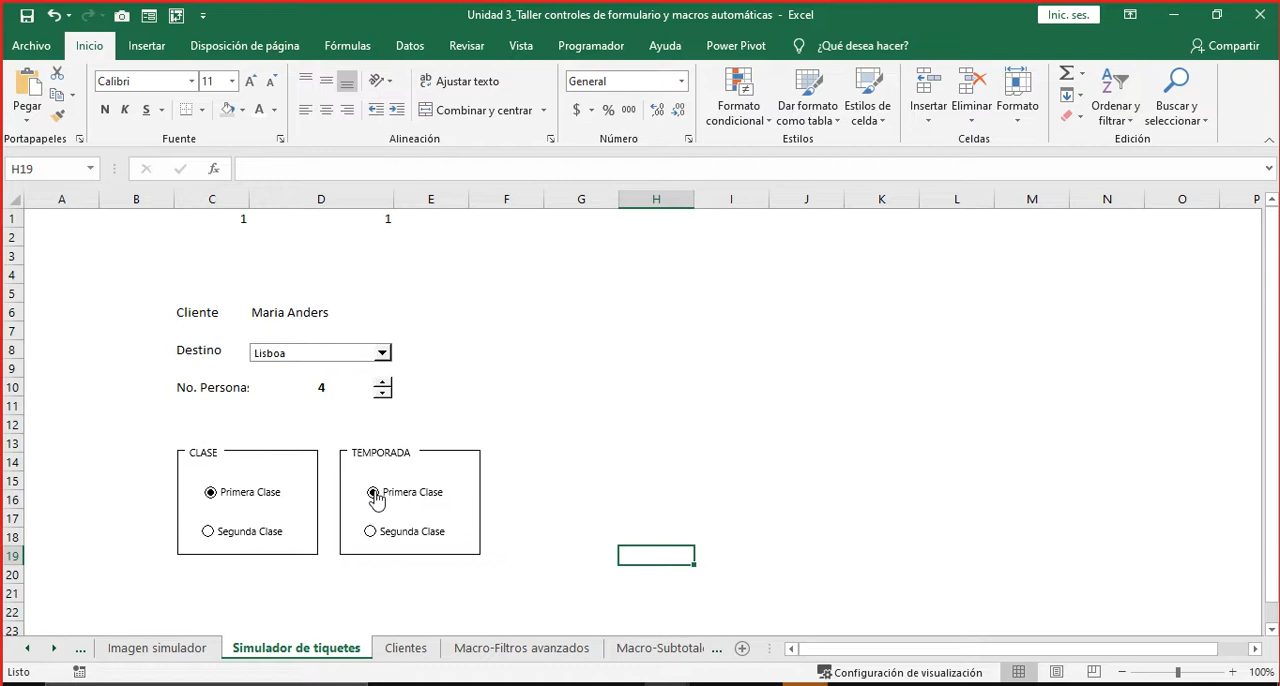 Unidad 3_Taller controles de formulario y macros automáticas - Excel
Inic. ses.
Archivo Inicio Insertar Disposición de página Fórmulas Datos Revisar Vista Programador Ayuda Power Pivot ¿Qué desea hacer? Compartir
Pegar
Portapapeles
Calibri 11
N K S
Fuente
Ajustar texto
Combinar y centrar
Alineación
General
$ % 000
Número
Formato condicional
Dar formato como tabla
Estilos de celda
Estilos
Insertar Eliminar Formato
Celdas
Ordenar y filtrar
Buscar y seleccionar
Edición
H19
fx
A B C D E F G H I J K L M N O P
1 1 1
2
3
4
5
6 Cliente Maria Anders
7
8 Destino Lisboa
9
10 No. Persona: 4
11
12
13
14 CLASE TEMPORADA
15
16 Primera Clase Primera Clase
17
18 Segunda Clase Segunda Clase
19
20
21
22
23
... Imagen simulador Simulador de tiquetes Clientes Macro-Filtros avanzados Macro-Subtotale ...
Listo Configuración de visualización 100%